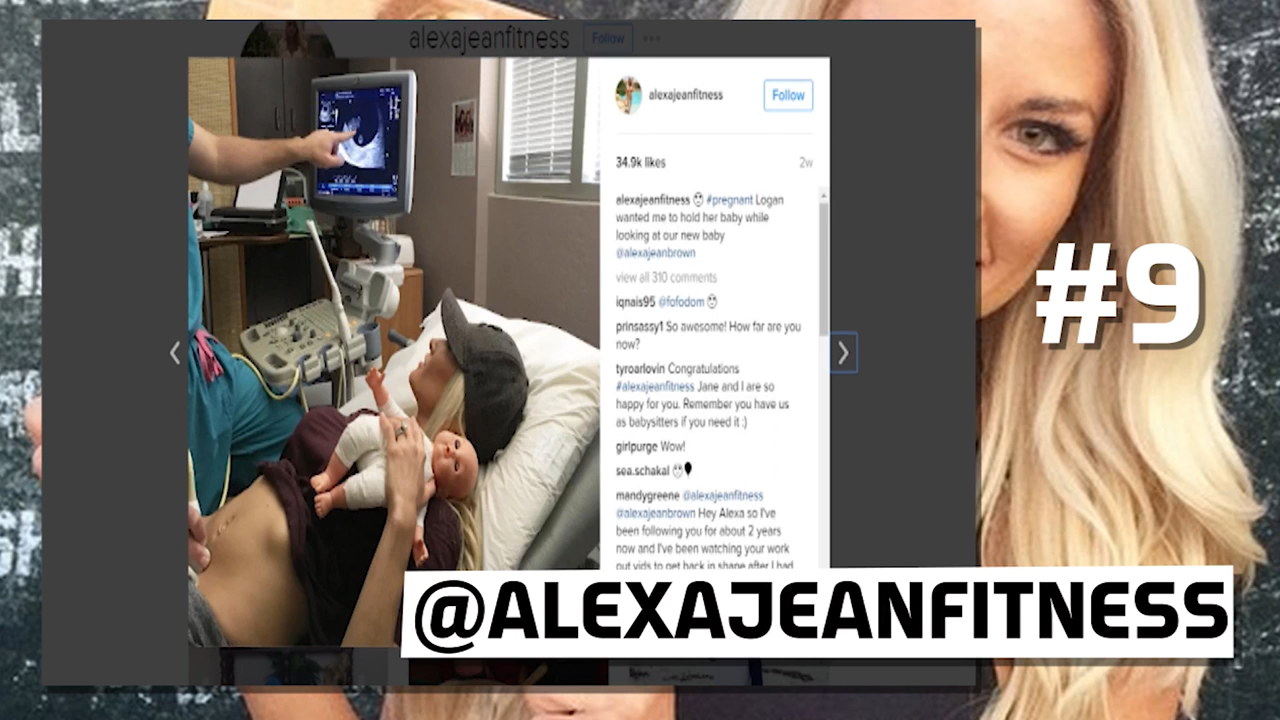 alexajeanfitness Follow •••
alexajeanfitness Follow
34.9k likes 2w
alexajeanfitness #pregnant Logan
wanted me to hold her baby while
looking at our new baby
@alexajeanbrown
view all 310 comments
iqnais95 @fofodom
prinsassy1 So awesome! How far are you
now?
tyroarlovin Congratulations
#alexajeanfitness Jane and I are so
happy for you. Remember you have us
as babysitters if you need it :)
girlpurge Wow!
sea.schakal
mandygreene @alexajeanfitness
@alexajeanbrown Hey Alexa so I've
been following you for about 2 years
now and I've been watching your work
out vids to get back in shape after I had
#9
@ALEXAJEANFITNESS